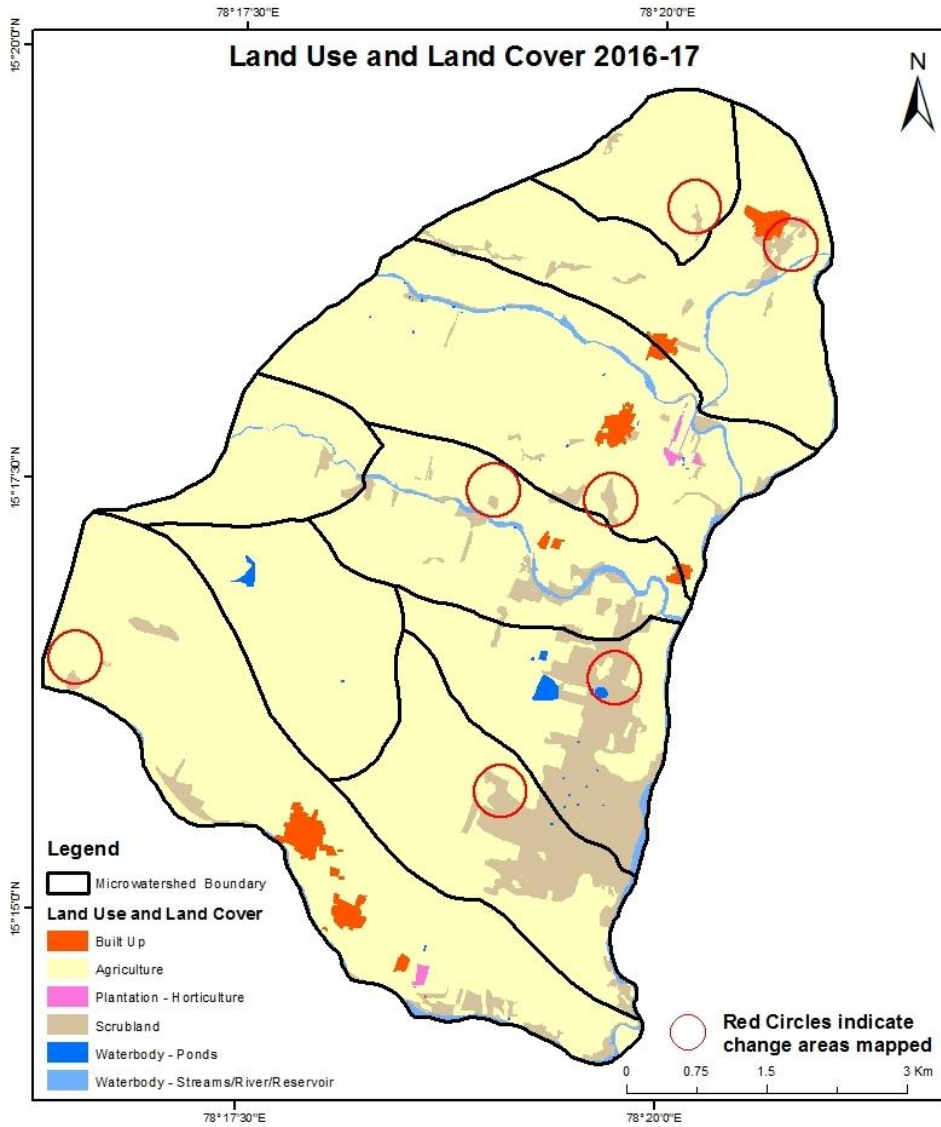 78°17'30"E 78°20'0"E
15°20'0"N
Land Use and Land Cover 2016-17
N
15°17'30"N
15°15'0"N
Legend
Microwatershed Boundary
Land Use and Land Cover
Built Up
Agriculture
Plantation - Horticulture
Scrubland
Waterbody - Ponds
Waterbody - Streams/River/Reservoir
Red Circles indicate
change areas mapped
0 0.75 1.5 3 Km
78°17'30"E 78°20'0"E